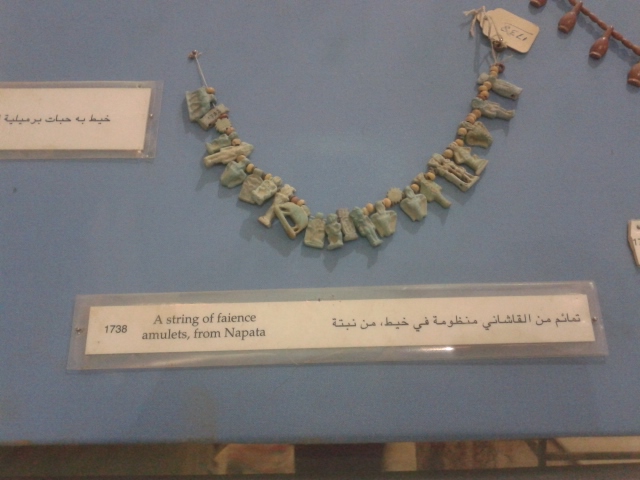 خيط به حبات برميلية
1738
A string of faience
amulets, from Napata
تمائم من القاشاني منظومة في خيط، من نبتة